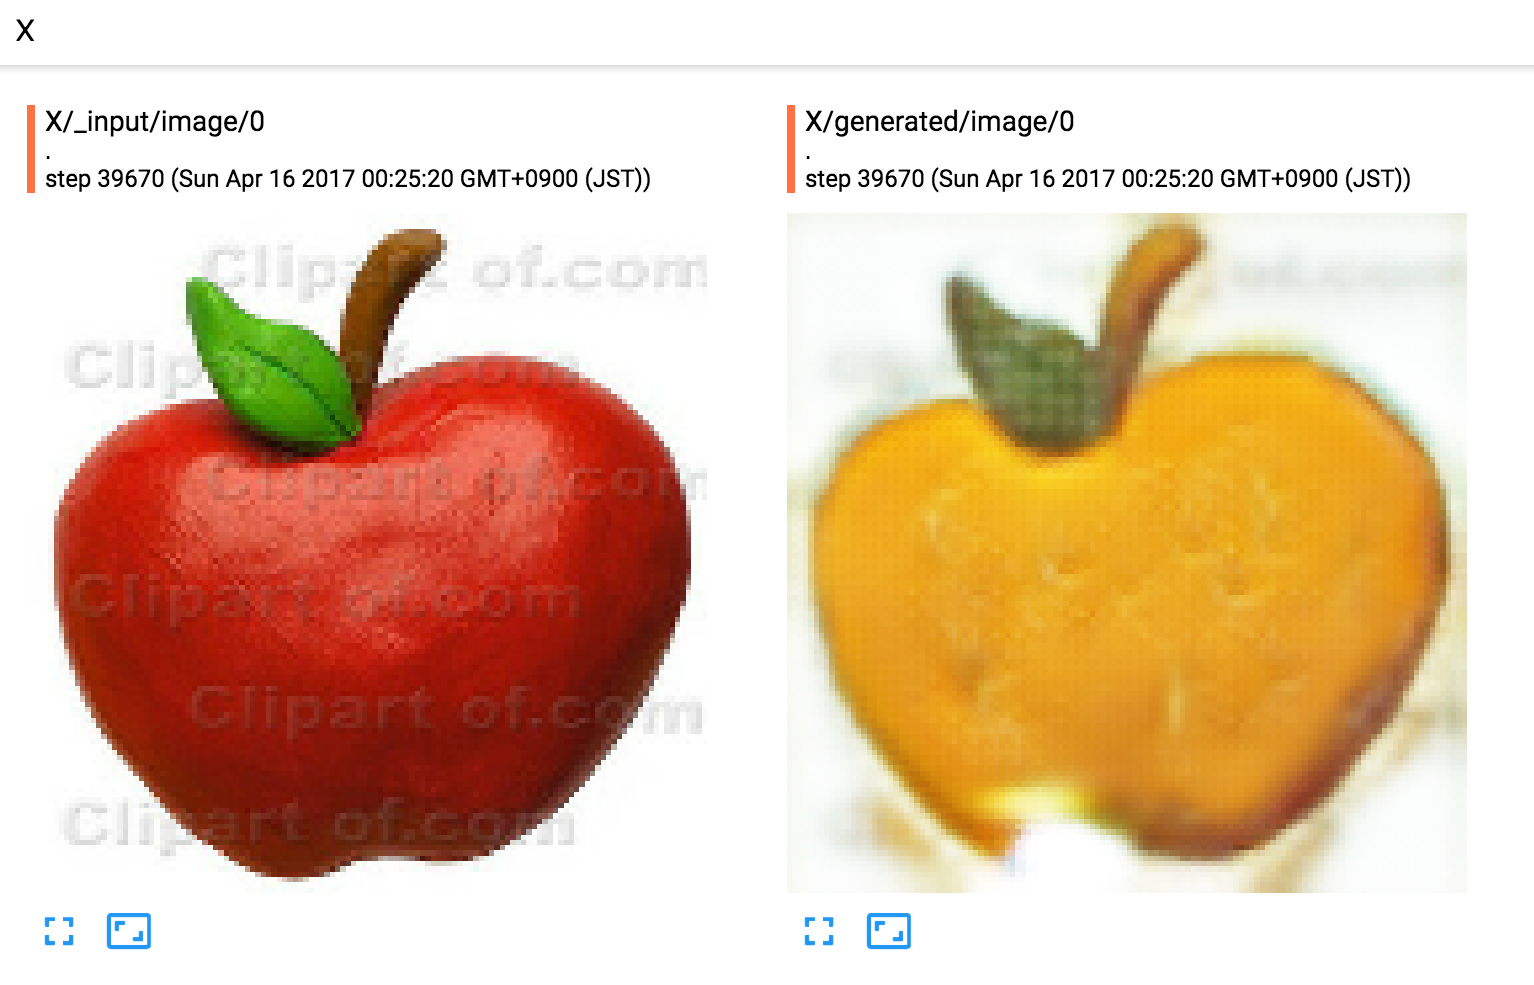 X
X/_input/image/0
.
step 39670 (Sun Apr 16 2017 00:25:20 GMT+0900 (JST))
X/generated/image/0
.
step 39670 (Sun Apr 16 2017 00:25:20 GMT+0900 (JST))
Clipart of.com
Clipart of.com
Clipart of.com
Clipart of.com
Clipart of.com
Clipart of.com